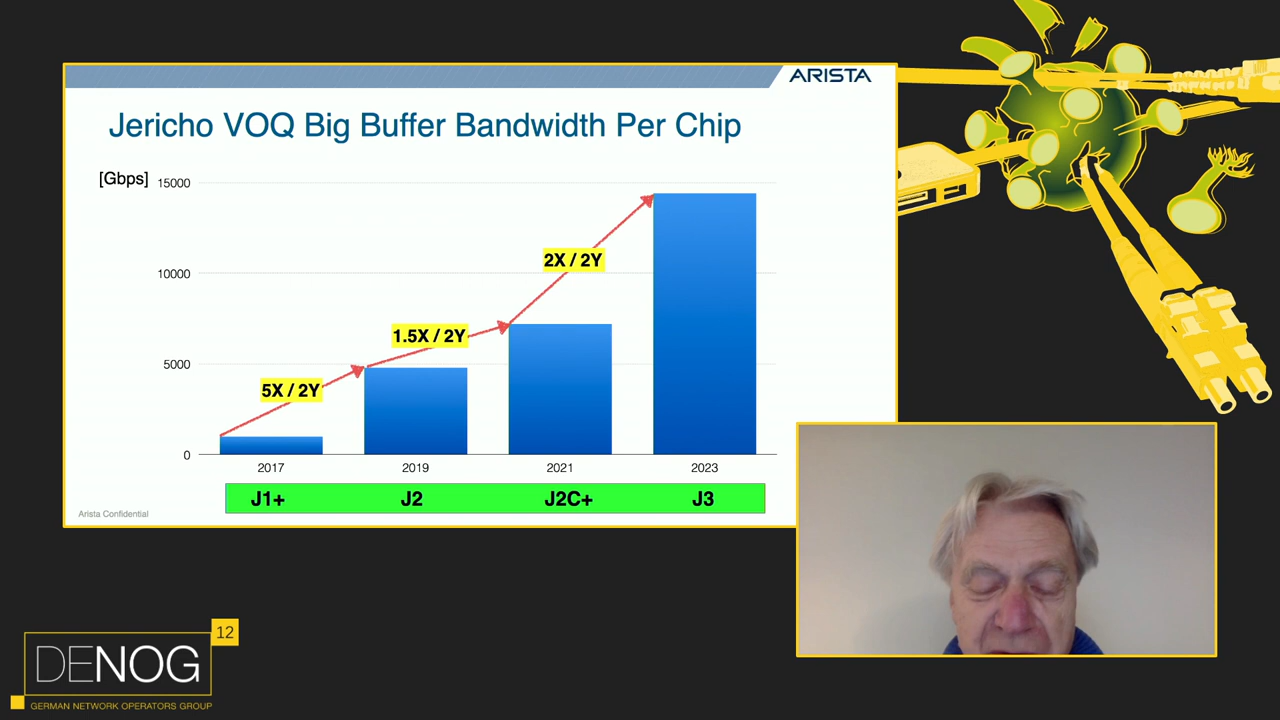 ARISTA
Jericho VOQ Big Buffer Bandwidth Per Chip
[Gbps]
15000
10000
5000
0
5X / 2Y
1.5X / 2Y
2X / 2Y
2017 2019 2021 2023
J1+ J2 J2C+ J3
Arista Confidential
DENOG 12
GERMAN NETWORK OPERATORS GROUP